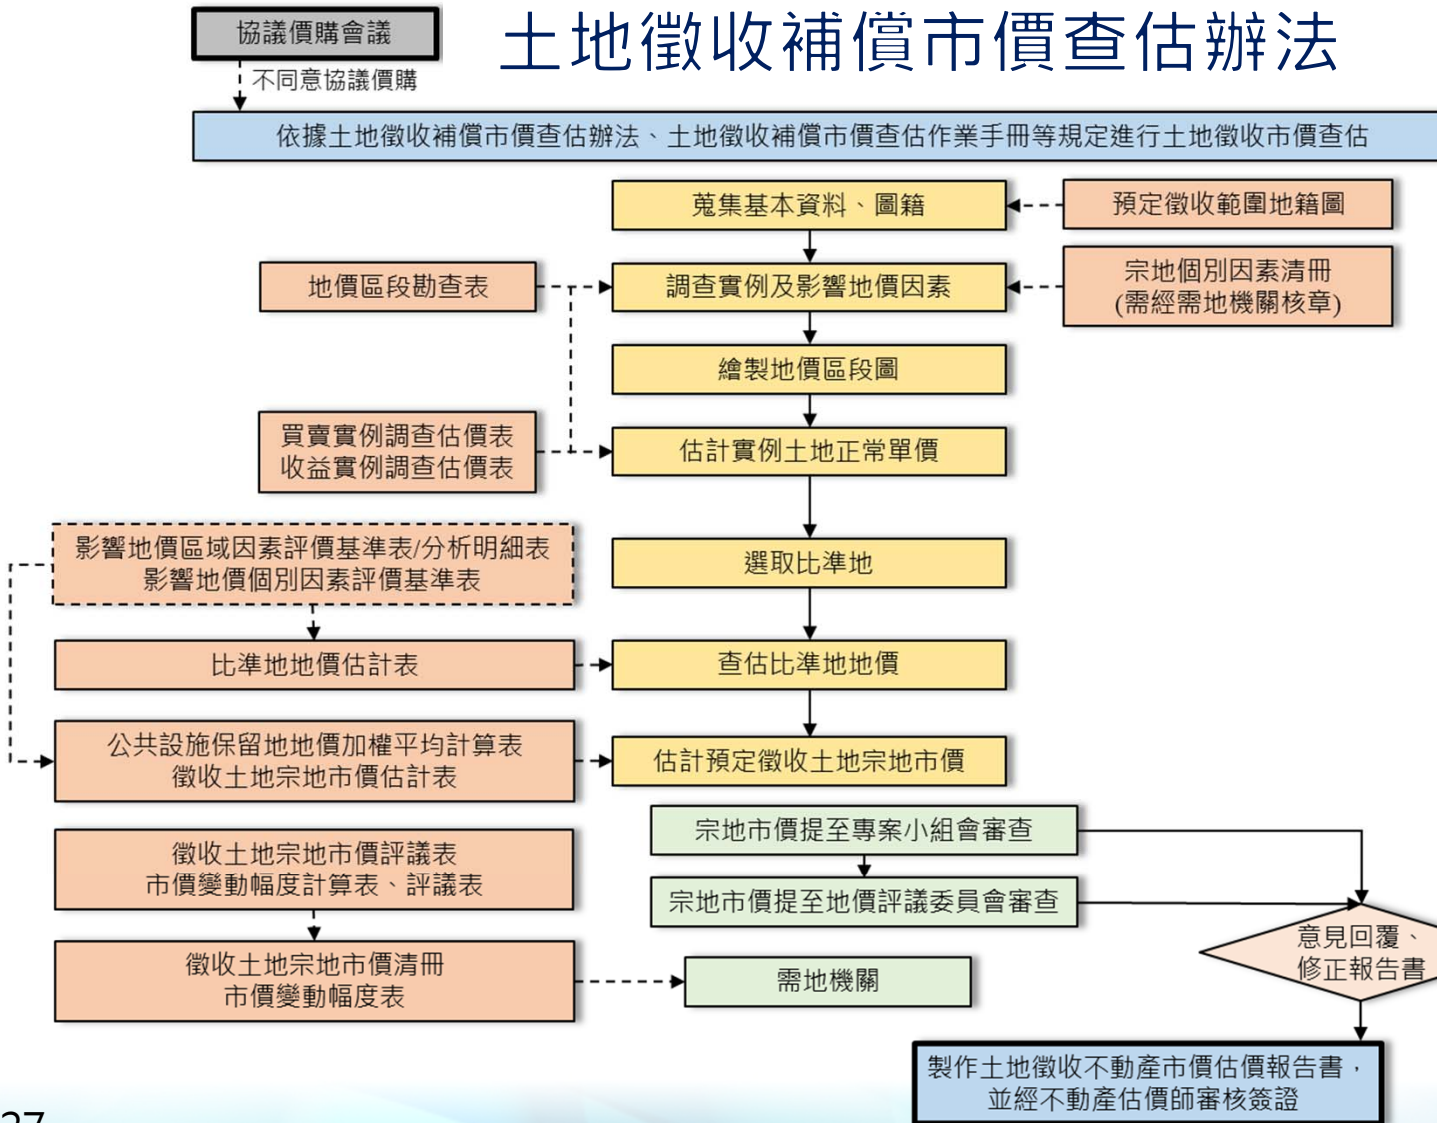 協議價購會議
土地徵收補償市價查估辦法
不同意協議價購
依據土地徵收補償市價查估辦法、土地徵收補償市價查估作業手冊等規定進行土地徵收市價查估
蒐集基本資料、圖籍
預定徵收範圍地籍圖
地價區段勘查表
調查實例及影響地價因素
宗地個別因素清冊
(需經需地機關核章)
繪製地價區段圖
買賣實例調查估價表
收益實例調查估價表
估計實例土地正常單價
影響地價區域因素評價基準表/分析明細表
影響地價個別因素評價基準表
選取比準地
比準地地價估計表
查估比準地地價
公共設施保留地地價加權平均計算表
徵收土地宗地市價估計表
估計預定徵收土地宗地市價
宗地市價提至專案小組會審查
徵收土地宗地市價評議表
市價變動幅度計算表、評議表
宗地市價提至地價評議委員會審查
意見回覆、
修正報告書
徵收土地宗地市價清冊
市價變動幅度表
需地機關
製作土地徵收不動產市價估價報告書，
並經不動產估價師審核簽證
27